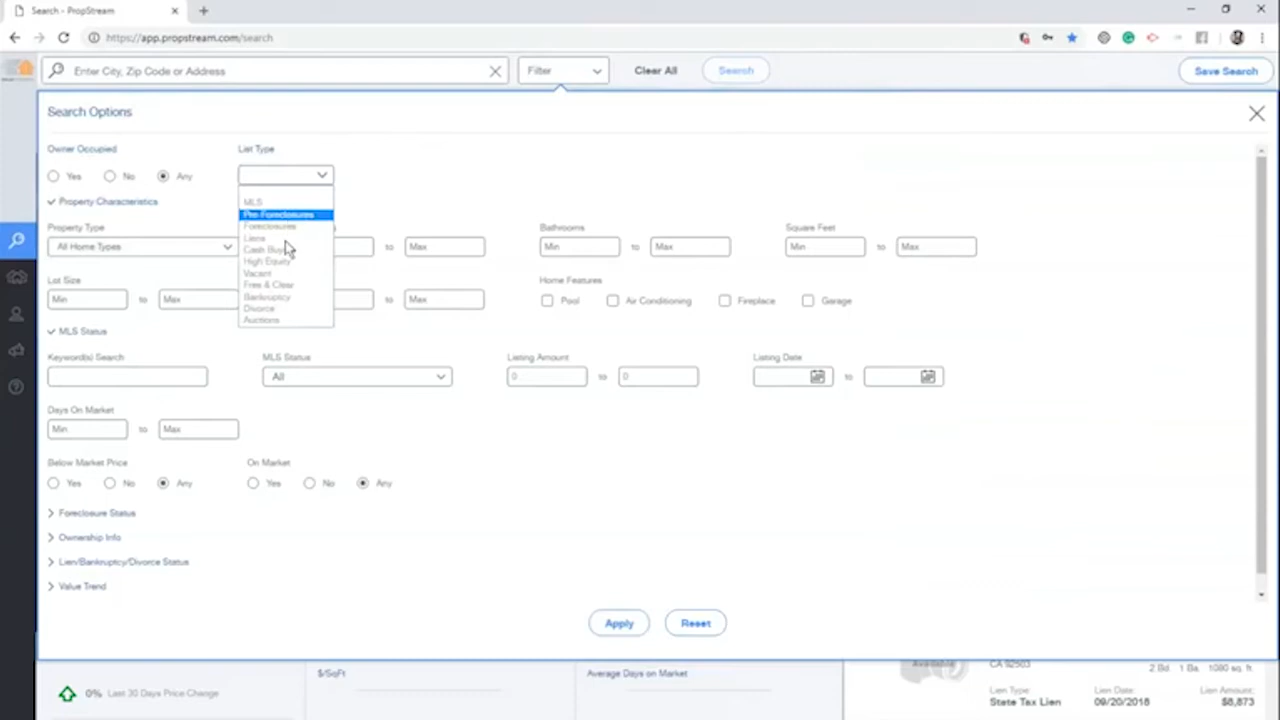 Search - PropStream
https://app.propstream.com/search
Enter City, Zip Code or Address
Filter
Clear All
Search
Save Search
Search Options
Owner Occupied
List Type
Yes No Any
Property Characteristics
MLS
Pre-Foreclosures
Foreclosures
Liens
Cash
High Equity
Vacant
Free & Clear
Bankruptcy
Divorce
Auctions
Property Type
Bathrooms
Square Feet
All Home Types
to Max
Min to Max
Min to Max
Lot Size
Home Features
Min to Max
to Max
Pool Air Conditioning Fireplace Garage
MLS Status
Keyword(s) Search
MLS Status
Listing Amount
Listing Date
All
0 to 0
to
Days On Market
Min to Max
Below Market Price
On Market
Yes No Any
Yes No Any
Foreclosure Status
Ownership Info
Lien/Bankruptcy/Divorce Status
Value Trend
Apply
Reset
$/SqFt
Average Days on Market
0% Last 30 Days Price Change
Available
CA 92503
2 Bd. 1 Ba. 1080 sq. ft.
Lien Type:
Lien Date:
Lien Amount:
State Tax Lien
09/20/2018
$8,873